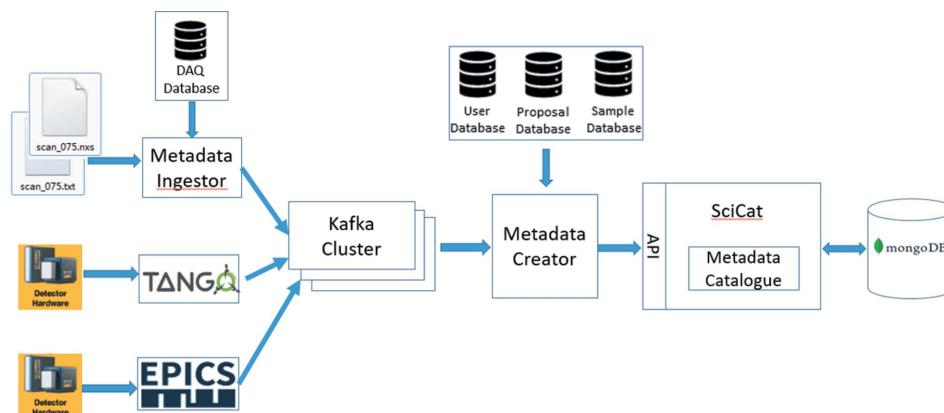 DAQ
Database
scan_075.nxs
scan_075.txt
Metadata
Ingestor
User
Database
Proposal
Database
Sample
Database
Kafka
Cluster
Metadata
Creator
API
SciCat
Metadata
Catalogue
mongoDB
Detector
Hardware
TANGO
Detector
Hardware
EPICS